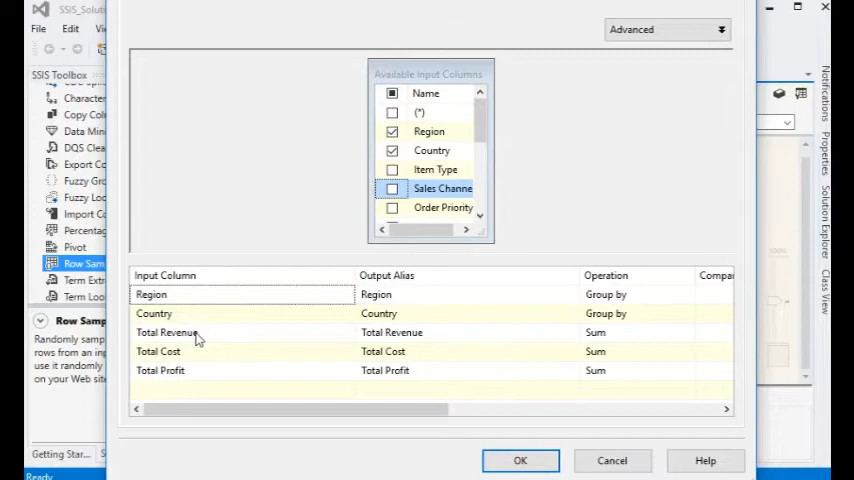 SSIS_Soluti
File Edit Vi
SSIS Toolbox
Character
Copy Col
Data Min
DQS Clea
Export Co
Fuzzy Gro
Fuzzy Loo
Import Co
Percentag
Pivot
Row Sam
Term Extr
Term Loo
Row Samp
Randomly samp
rows from an inp
use it randomly
on your Web site
Getting Star...
Ready
Advanced
Available Input Columns
Name
(*)
Region
Country
Item Type
Sales Channe
Order Priority
Input Column Output Alias Operation Compa
Region Region Group by
Country Country Group by
Total Revenue Total Revenue Sum
Total Cost Total Cost Sum
Total Profit Total Profit Sum
OK Cancel Help
100%
Notifications
Properties
Solution Explorer
Class View